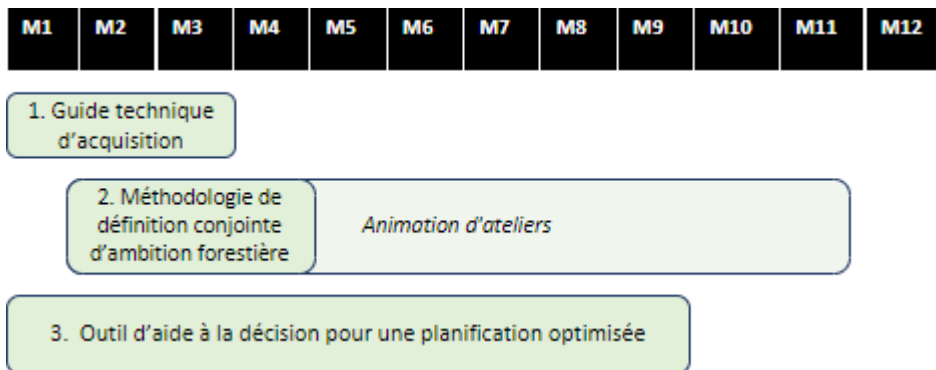 M1 M2 M3 M4 M5 M6 M7 M8 M9 M10 M11 M12
1. Guide technique
d'acquisition
2. Méthodologie de
définition conjointe
d'ambition forestière
Animation d'ateliers
3. Outil d'aide à la décision pour une planification optimisée